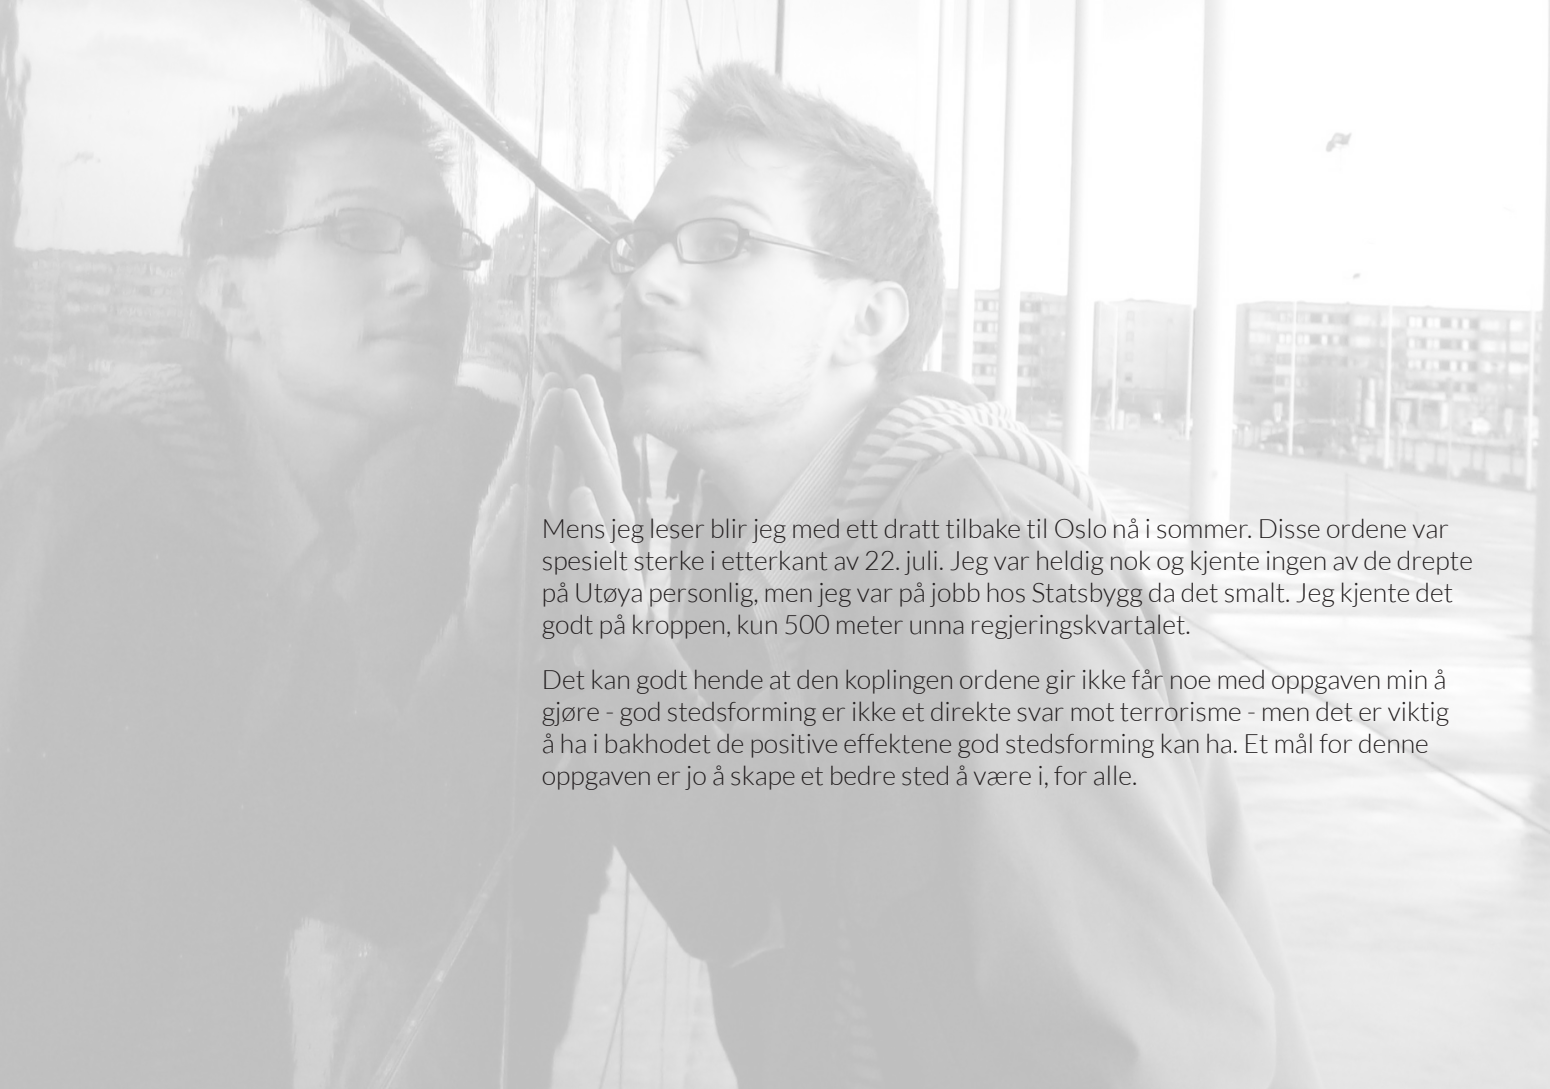 Mens jeg leser blir jeg med ett dratt tilbake til Oslo nå i sommer. Disse ordene var
spesielt sterke i etterkant av 22. juli. Jeg var heldig nok og kjente ingen av de drepte
på Utøya personlig, men jeg var på jobb hos Statsbygg da det smalt. Jeg kjente det
godt på kroppen, kun 500 meter unna regjeringskvartalet.
Det kan godt hende at den koplingen ordene gir ikke får noe med oppgaven min å
gjøre - god stedsforming er ikke et direkte svar mot terrorisme - men det er viktig
å ha i bakhodet de positive effektene god stedsforming kan ha. Et mål for denne
oppgaven er jo å skape et bedre sted å være i, for alle.